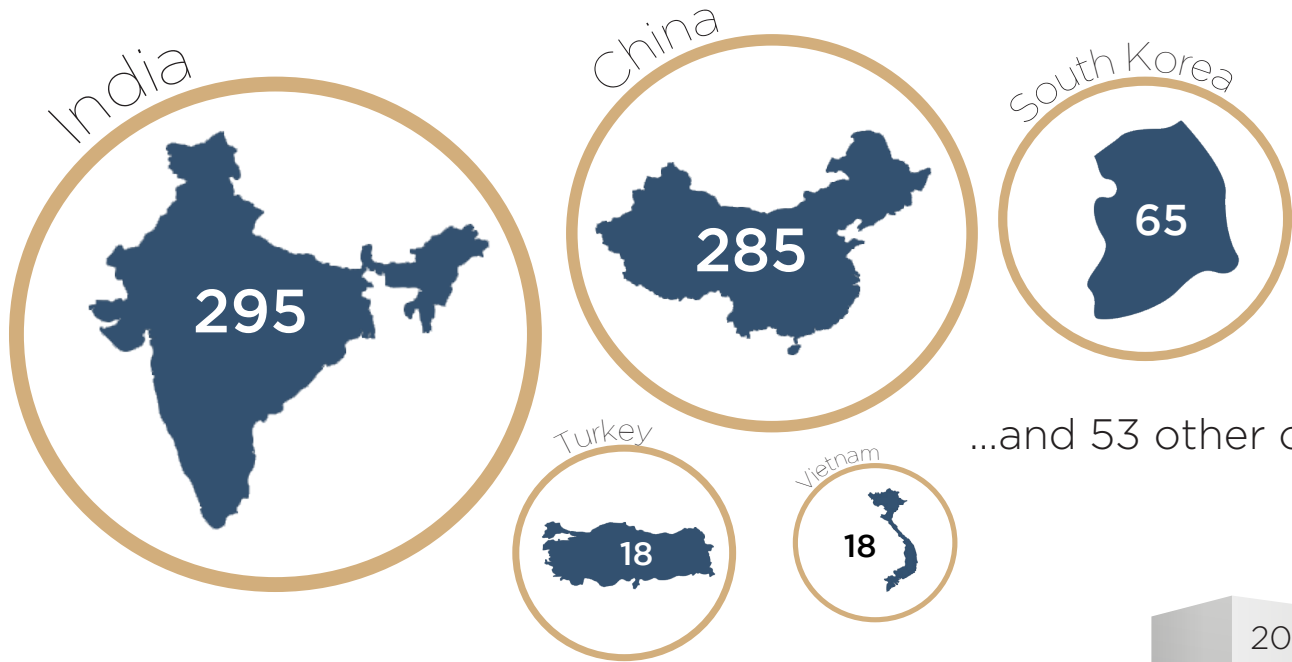 India
295
China
285
South Korea
65
Turkey
18
Vietnam
18
...and 53 other
20